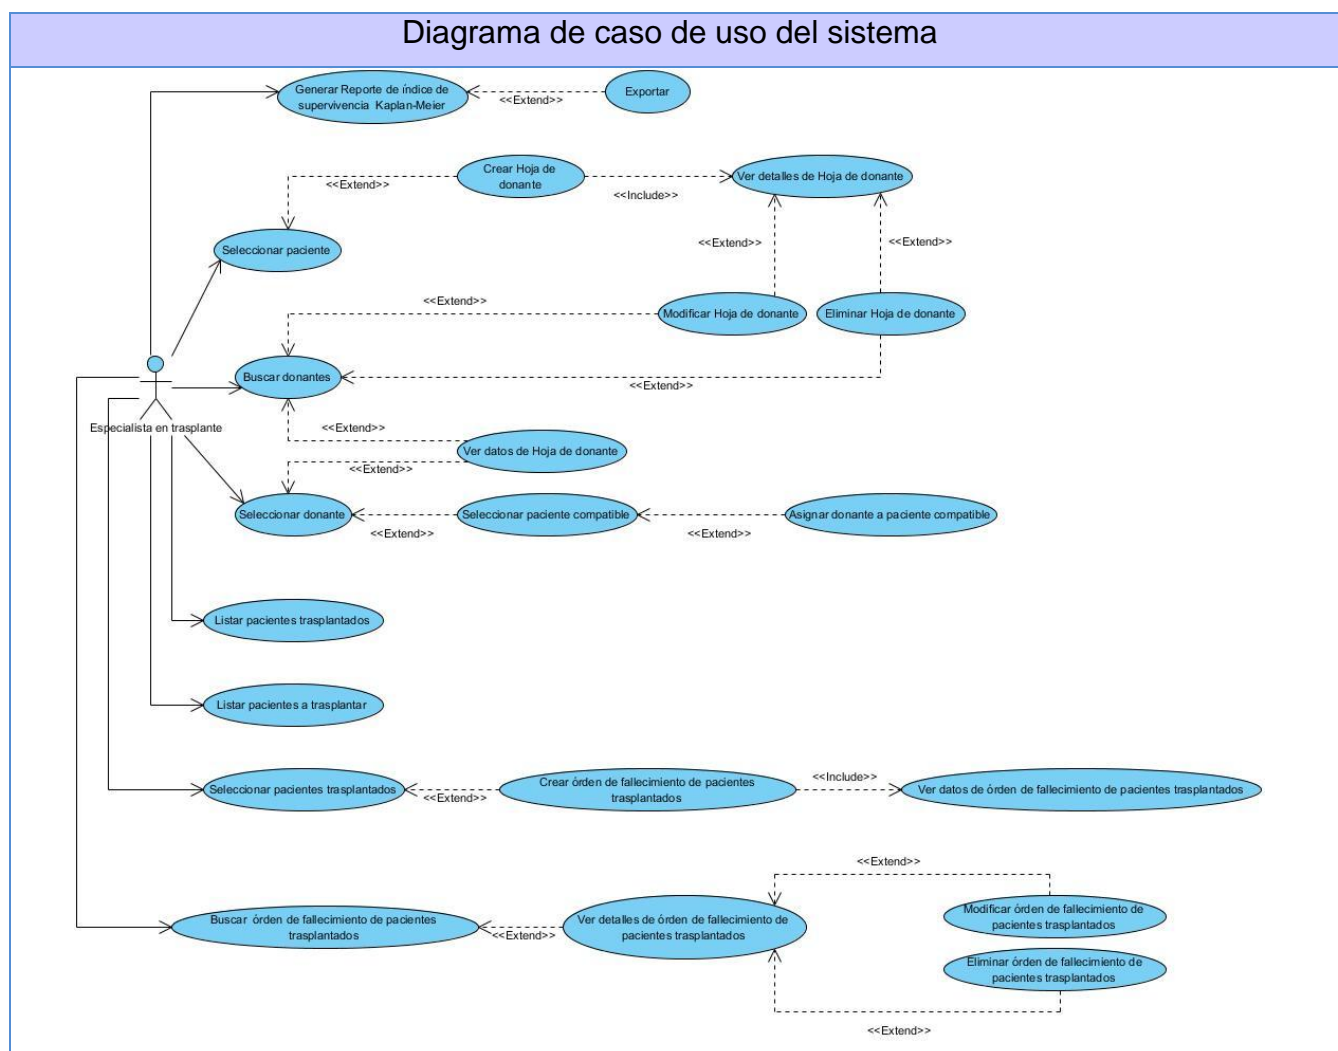 Diagrama de caso de uso del sistema
Generar Reporte de índice de
supervivencia Kaplan-Meier
<<Extend>>
Exportar
Crear Hoja de
donante
<<Extend>>
<<Include>>
Ver detalles de Hoja de donante
<<Extend>>
<<Extend>>
Seleccionar paciente
<<Extend>>
Modificar Hoja de donante
Eliminar Hoja de donante
Buscar donantes
<<Extend>>
Especialista en trasplante
<<Extend>>
Ver datos de Hoja de donante
<<Extend>>
Seleccionar donante
<<Extend>>
Seleccionar paciente compatible
<<Extend>>
Asignar donante a paciente compatible
Listar pacientes trasplantados
Listar pacientes a trasplantar
Seleccionar pacientes trasplantados
<<Extend>>
Crear órden de fallecimiento de pacientes
trasplantados
<<Include>>
Ver datos de órden de fallecimiento de pacientes trasplantados
<<Extend>>
Buscar órden de fallecimiento de pacientes
trasplantados
<<Extend>>
Ver detalles de órden de fallecimiento de
pacientes trasplantados
Modificar órden de fallecimiento de
pacientes trasplantados
Eliminar órden de fallecimiento de
pacientes trasplantados
<<Extend>>